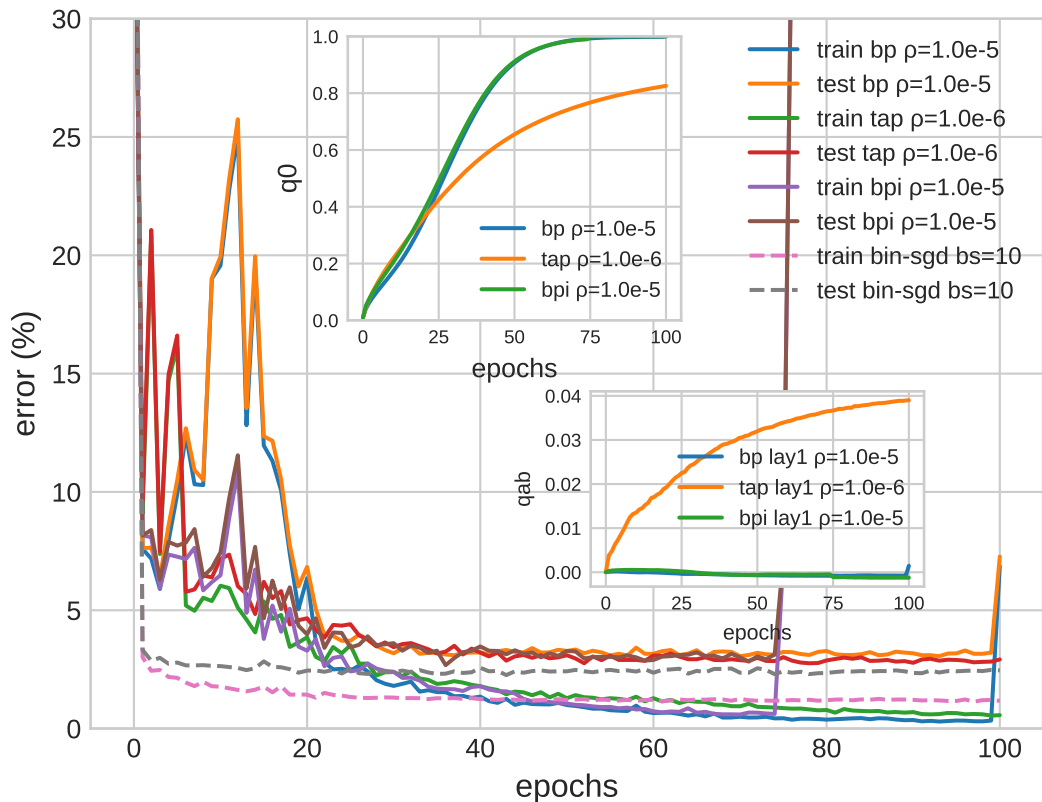 30
25
20
15
10
5
0
error (%)
0
20
40
60
80
100
epochs
train bp ρ=1.0e-5
test bp ρ=1.0e-5
train tap ρ=1.0e-6
test tap ρ=1.0e-6
train bpi ρ=1.0e-5
test bpi ρ=1.0e-5
train bin-sgd bs=10
test bin-sgd bs=10
1.0
0.8
0.6
0.4
0.2
0.0
q0
bp ρ=1.0e-5
tap ρ=1.0e-6
bpi ρ=1.0e-5
0
25
50
75
100
epochs
0.04
0.03
0.02
0.01
0.00
qab
bp lay1 ρ=1.0e-5
tap lay1 ρ=1.0e-6
bpi lay1 ρ=1.0e-5
0
25
50
75
100
epochs